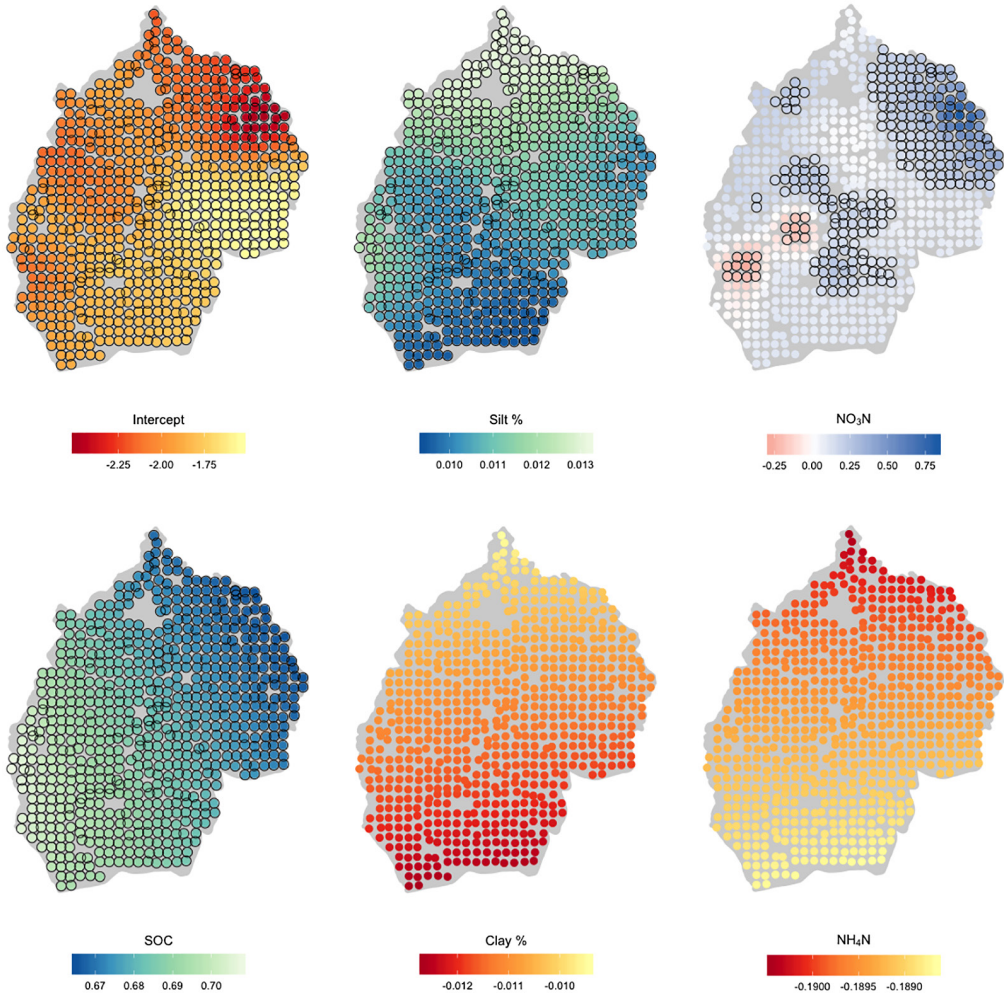 Intercept
-2.25 -2.00 -1.75
Silt %
0.010 0.011 0.012 0.013
NO₃N
-0.25 0.00 0.25 0.50 0.75
SOC
0.67 0.68 0.69 0.70
Clay %
-0.012 -0.011 -0.010
NH₄N
-0.1900 -0.1895 -0.1890